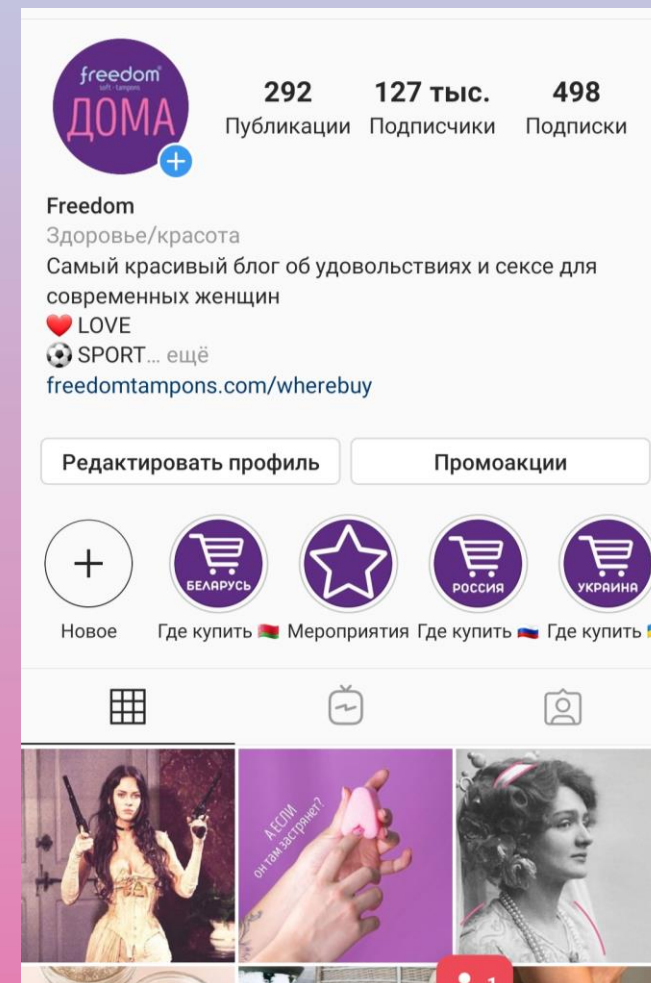 freedom
soft - tampons
ДОМА
292
Публикации
127 тыс.
Подписчики
498
Подписки
Freedom
Здоровье/красота
Самый красивый блог об удовольствиях и сексе для
современных женщин
❤️ LOVE
⚽ SPORT... ещё
freedomtampons.com/wherebuy
Редактировать профиль
Промоакции
БЕЛАРУСЬ
РОССИЯ
УКРАИНА
Новое
Где купить 🇧🇾
Мероприятия
Где купить 🇷🇺
Где купить 🇺🇦
А ЕСЛИ
он там застрянет?
1